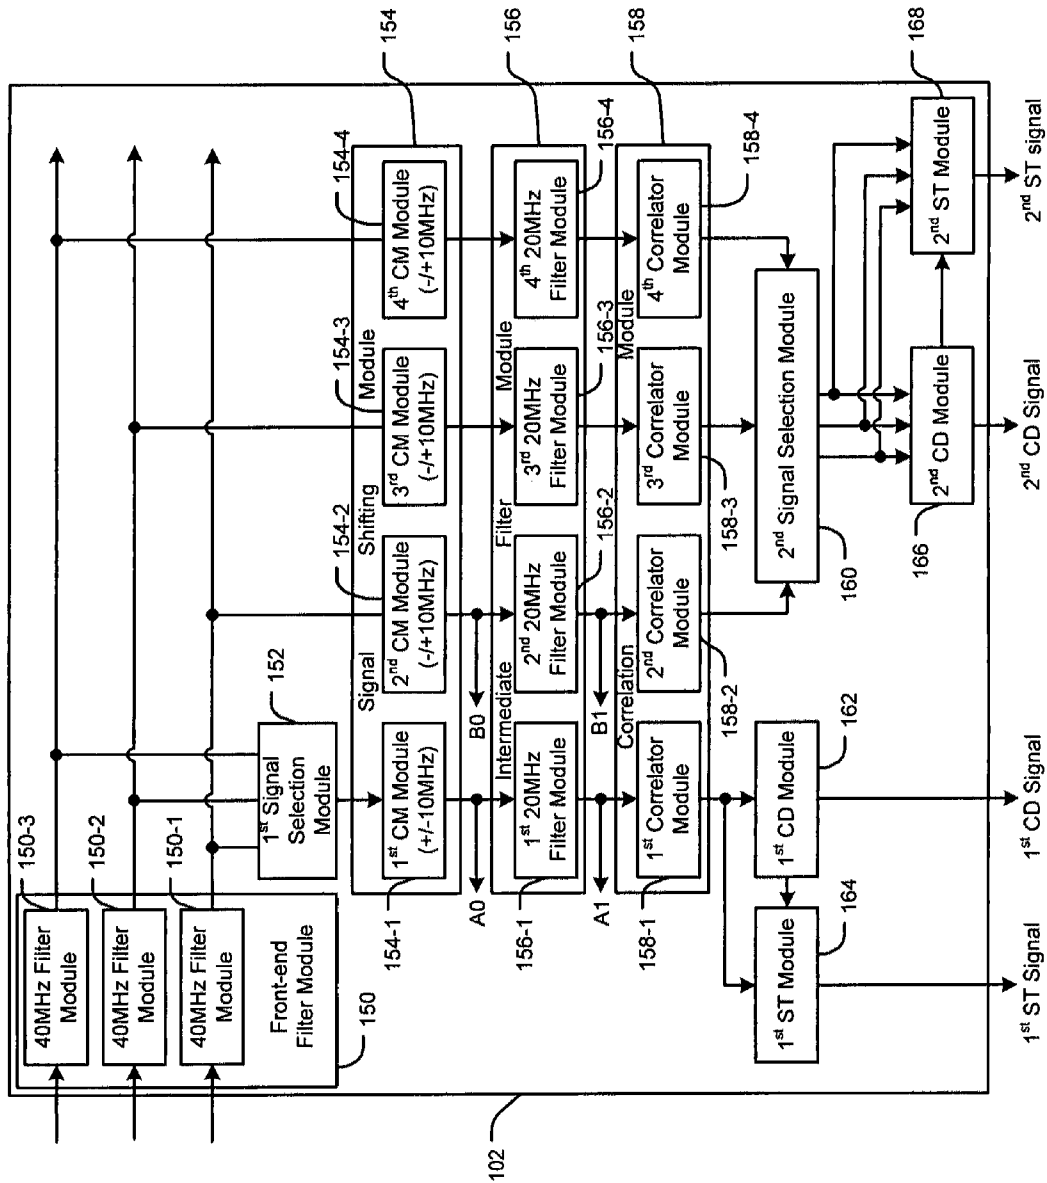 154
156
158
168
150-3
150-2
150-1
40MHz Filter
Module
40MHz Filter
Module
40MHz Filter
Module
Front-end
Filter Module
150
152
1st Signal
Selection
Module
154-1
154-2
154-3
154-4
Signal Shifting Module
1st CM Module
(+/-10MHz)
2nd CM Module
(-/+10MHz)
3rd CM Module
(-/+10MHz)
4th CM Module
(-/+10MHz)
A0
B0
156-1
156-2
156-3
156-4
Intermediate Filter Module
1st 20MHz
Filter Module
2nd 20MHz
Filter Module
3rd 20MHz
Filter Module
4th 20MHz
Filter Module
A1
B1
158-1
158-2
158-3
158-4
Correlation Module
1st Correlator
Module
2nd Correlator
Module
3rd Correlator
Module
4th Correlator
Module
2nd Signal Selection Module
160
1st CD Module
162
1st ST Module
164
2nd CD Module
166
2nd ST Module
102
1st ST Signal
1st CD Signal
2nd CD Signal
2nd ST signal